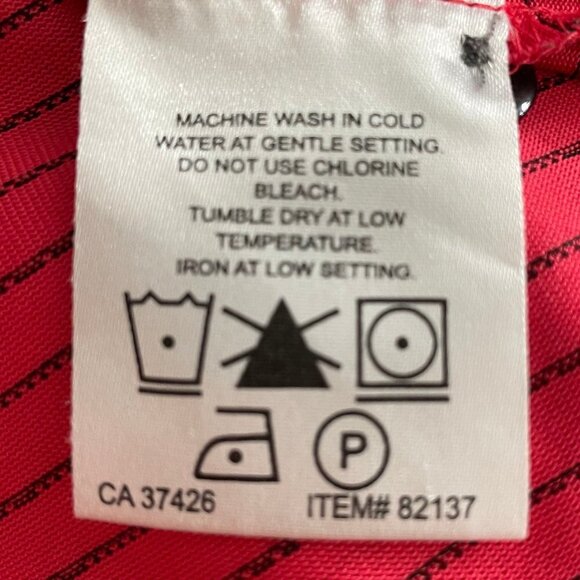 MACHINE WASH IN COLD
WATER AT GENTLE SETTING.
DO NOT USE CHLORINE
BLEACH.
TUMBLE DRY AT LOW
TEMPERATURE.
IRON AT LOW SETTING.
P
CA 37426 ITEM# 82137